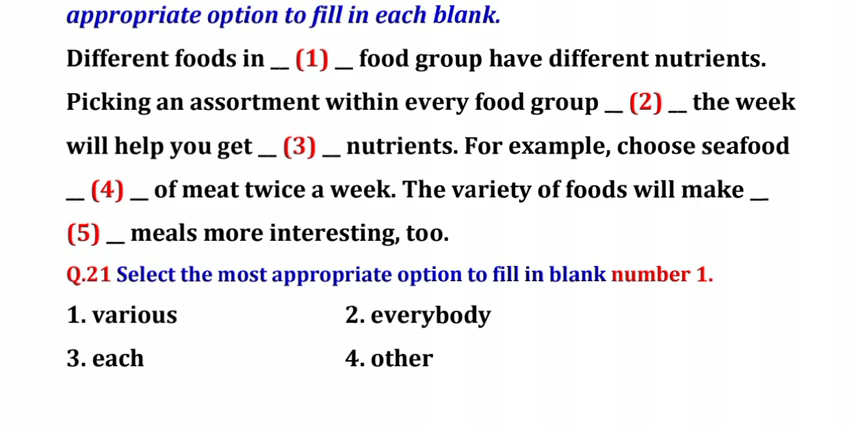 appropriate option to fill in each blank.
Different foods in __ (1) __ food group have different nutrients.
Picking an assortment within every food group __ (2) __ the week
will help you get __ (3) __ nutrients. For example, choose seafood
__ (4) __ of meat twice a week. The variety of foods will make __
(5) __ meals more interesting, too.
Q.21 Select the most appropriate option to fill in blank number 1.
1. various 2. everybody
3. each 4. other